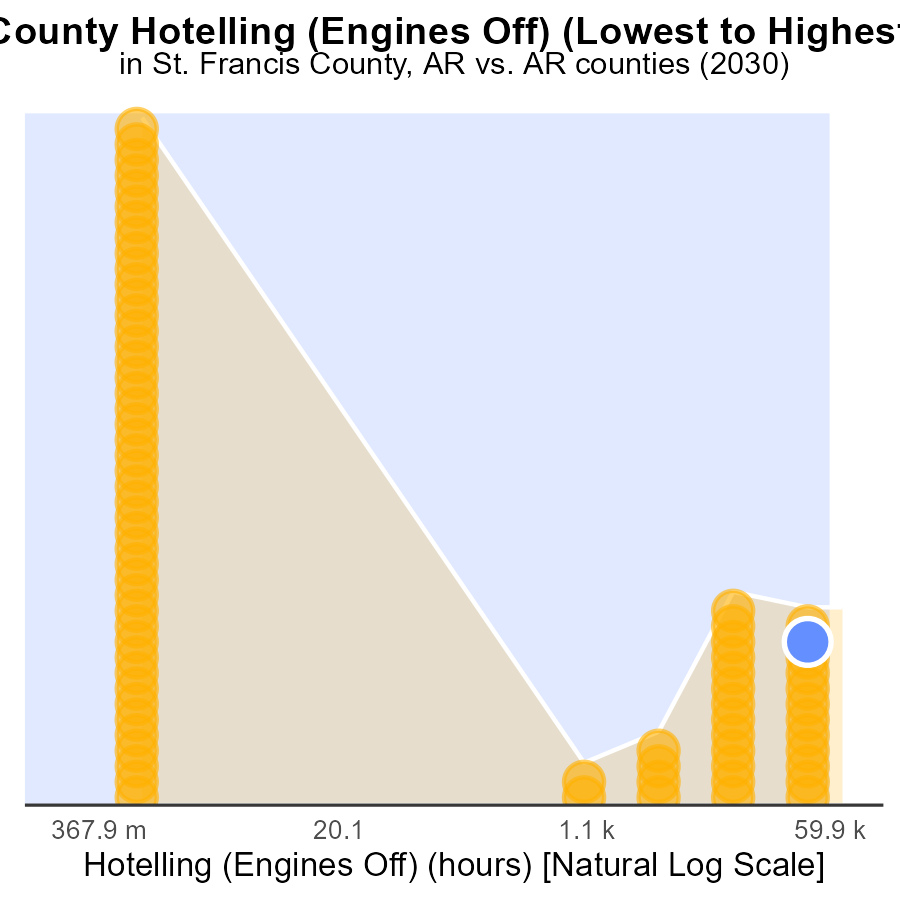 County Hotelling (Engines Off) (Lowest to Highest
in St. Francis County, AR vs. AR counties (2030)
367.9 m 20.1 1.1 k 59.9 k
Hotelling (Engines Off) (hours) [Natural Log Scale]